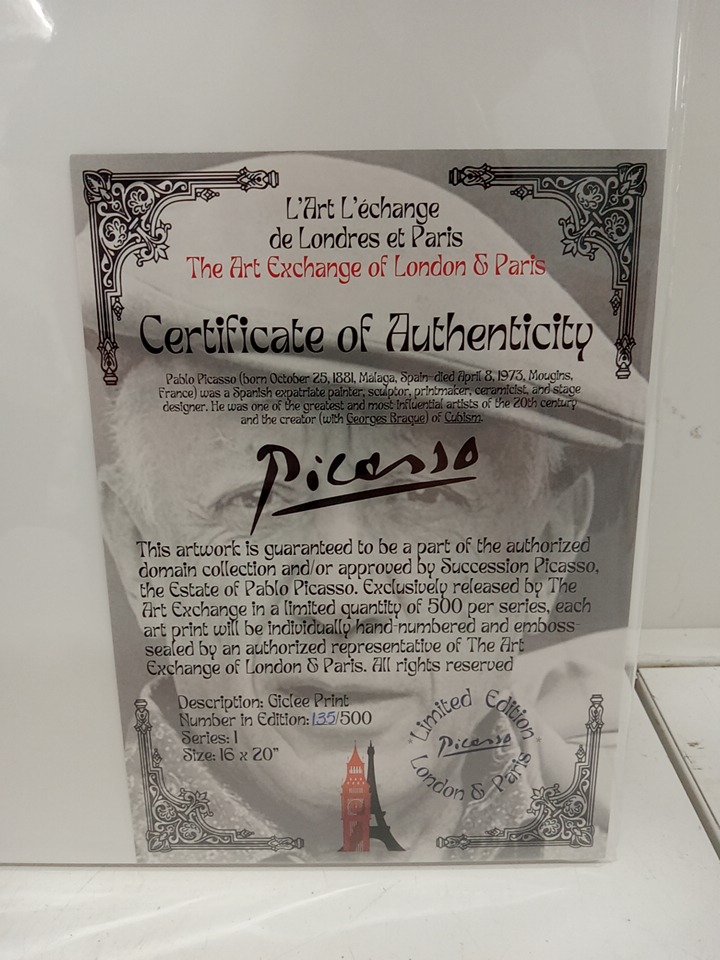 L'Art L'échange
de Londres et Paris
The Art Exchange of London & Paris
Certificate of Authenticity
Pablo Picasso (born October 25, 1881, Malaga, Spain-died April 8, 1973, Mougins,
France) was a Spanish expatriate painter, sculptor, printmaker, ceramicist, and stage
designer. He was one of the greatest and most influential artists of the 20th century
and the creator (with Georges Braque) of Cubism.
Picasso
This artwork is guaranteed to be a part of the authorized
domain collection and/or approved by Succession Picasso,
the Estate of Pablo Picasso. Exclusively released by The
Art Exchange in a limited quantity of 500 per series, each
art print will be individually hand-numbered and emboss-
sealed by an authorized representative of The Art
Exchange of London & Paris. All rights reserved
Description: Giclee Print
Number in Edition: 135/500
Series: 1
Size: 16 x 20"
*Limited Edition*
Picasso
London & Paris